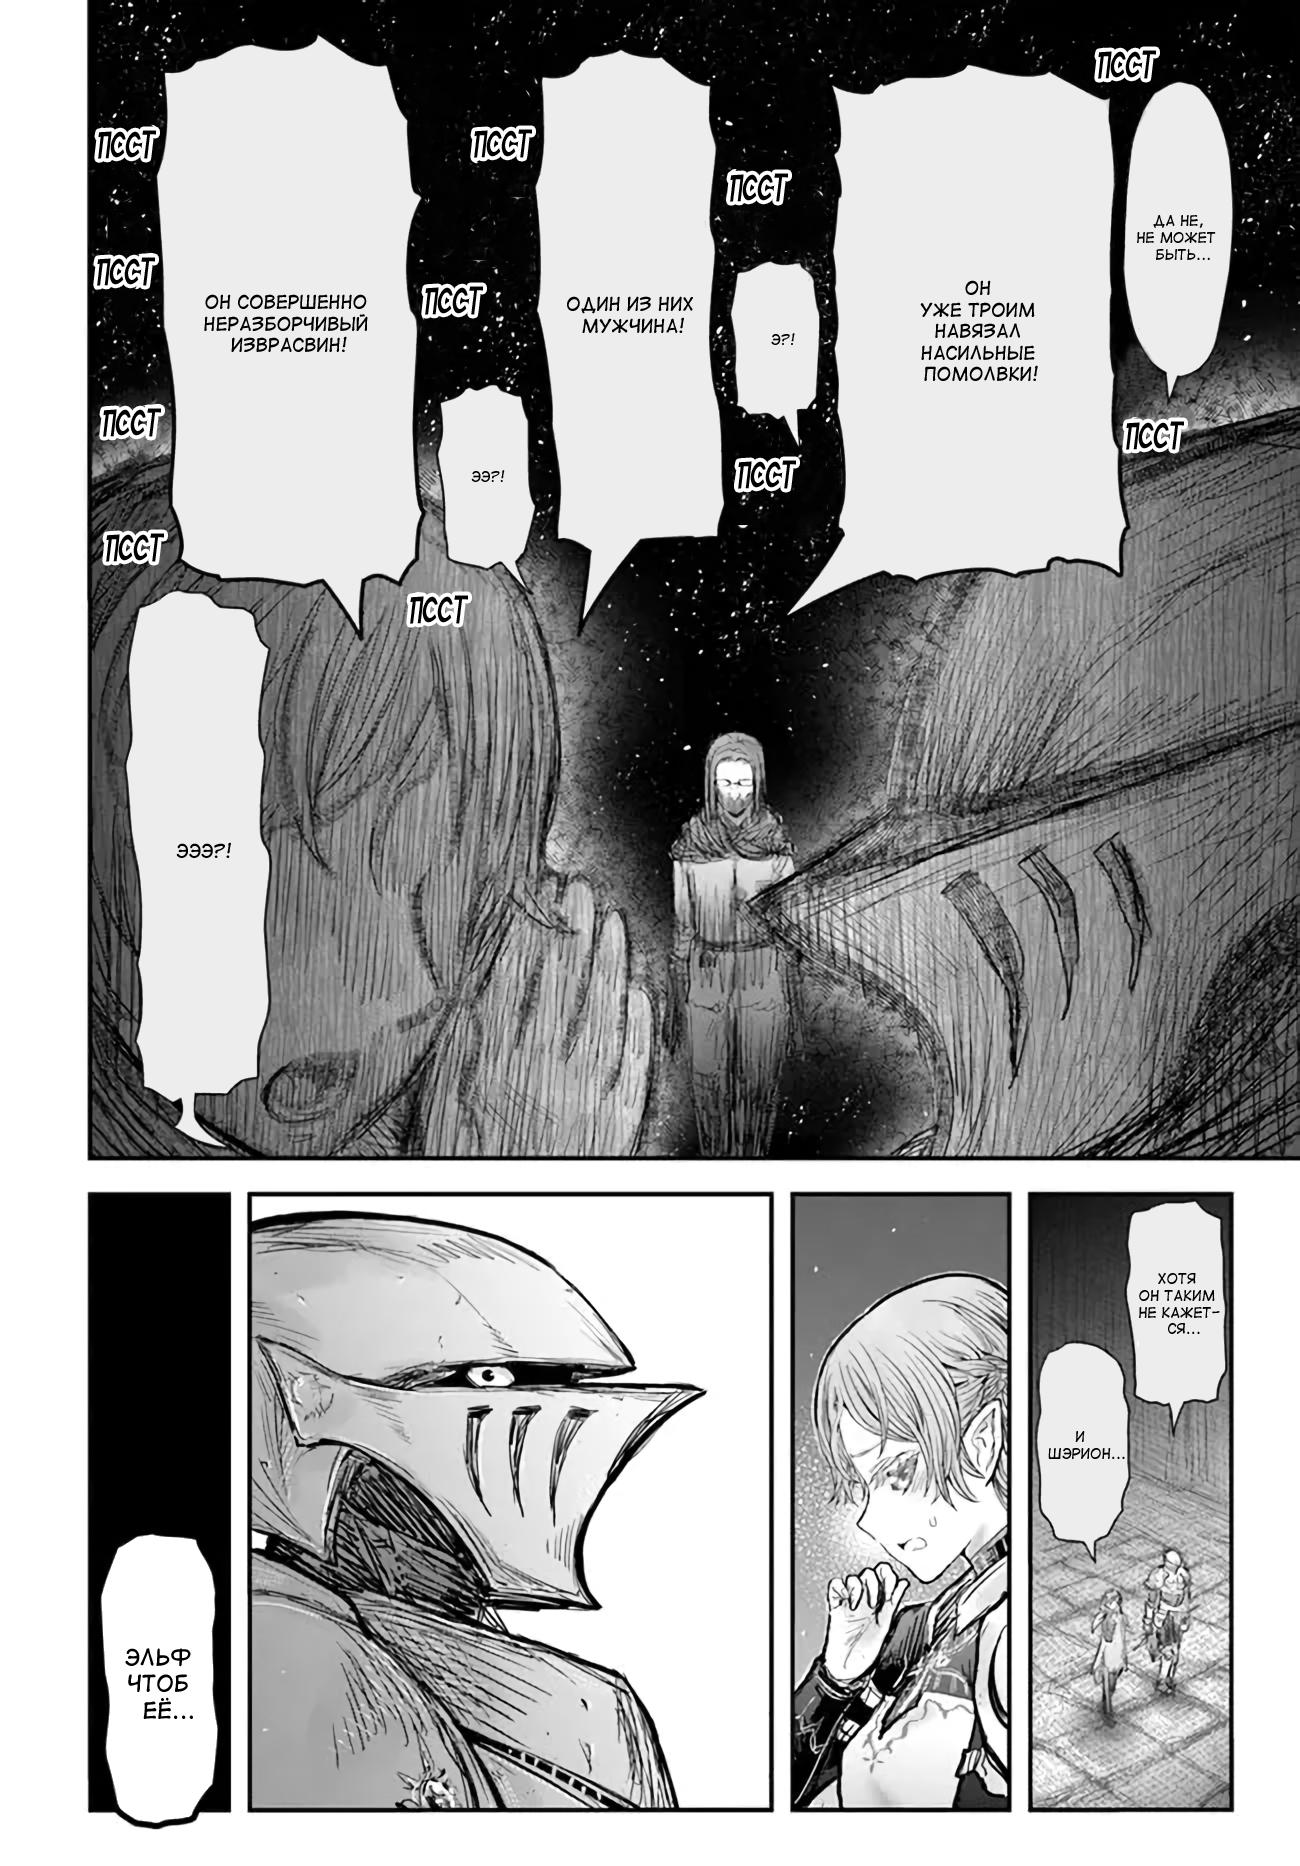 ПССТ
ДА НЕ,
НЕ МОЖЕТ
БЫТЬ...
ПССТ
ОН
УЖЕ ТРОИМ
НАВЯЗАЛ
НАСИЛЬНЫЕ
ПОМОЛВКИ!
ПССТ
Э?!
ПССТ
ОДИН ИЗ НИХ
МУЖЧИНА!
ПССТ
ПССТ
ЭЭ?!
ПССТ
ОН СОВЕРШЕННО
НЕРАЗБОРЧИВЫЙ
ИЗВРАСВИН!
ПССТ
ПССТ
ПССТ
ПССТ
ЭЭЭ?!
ХОТЯ
ОН ТАКИМ
НЕ КАЖЕТ-
СЯ...
И
ШЭРИОН...
ЭЛЬФ
ЧТОБ
ЕЁ...